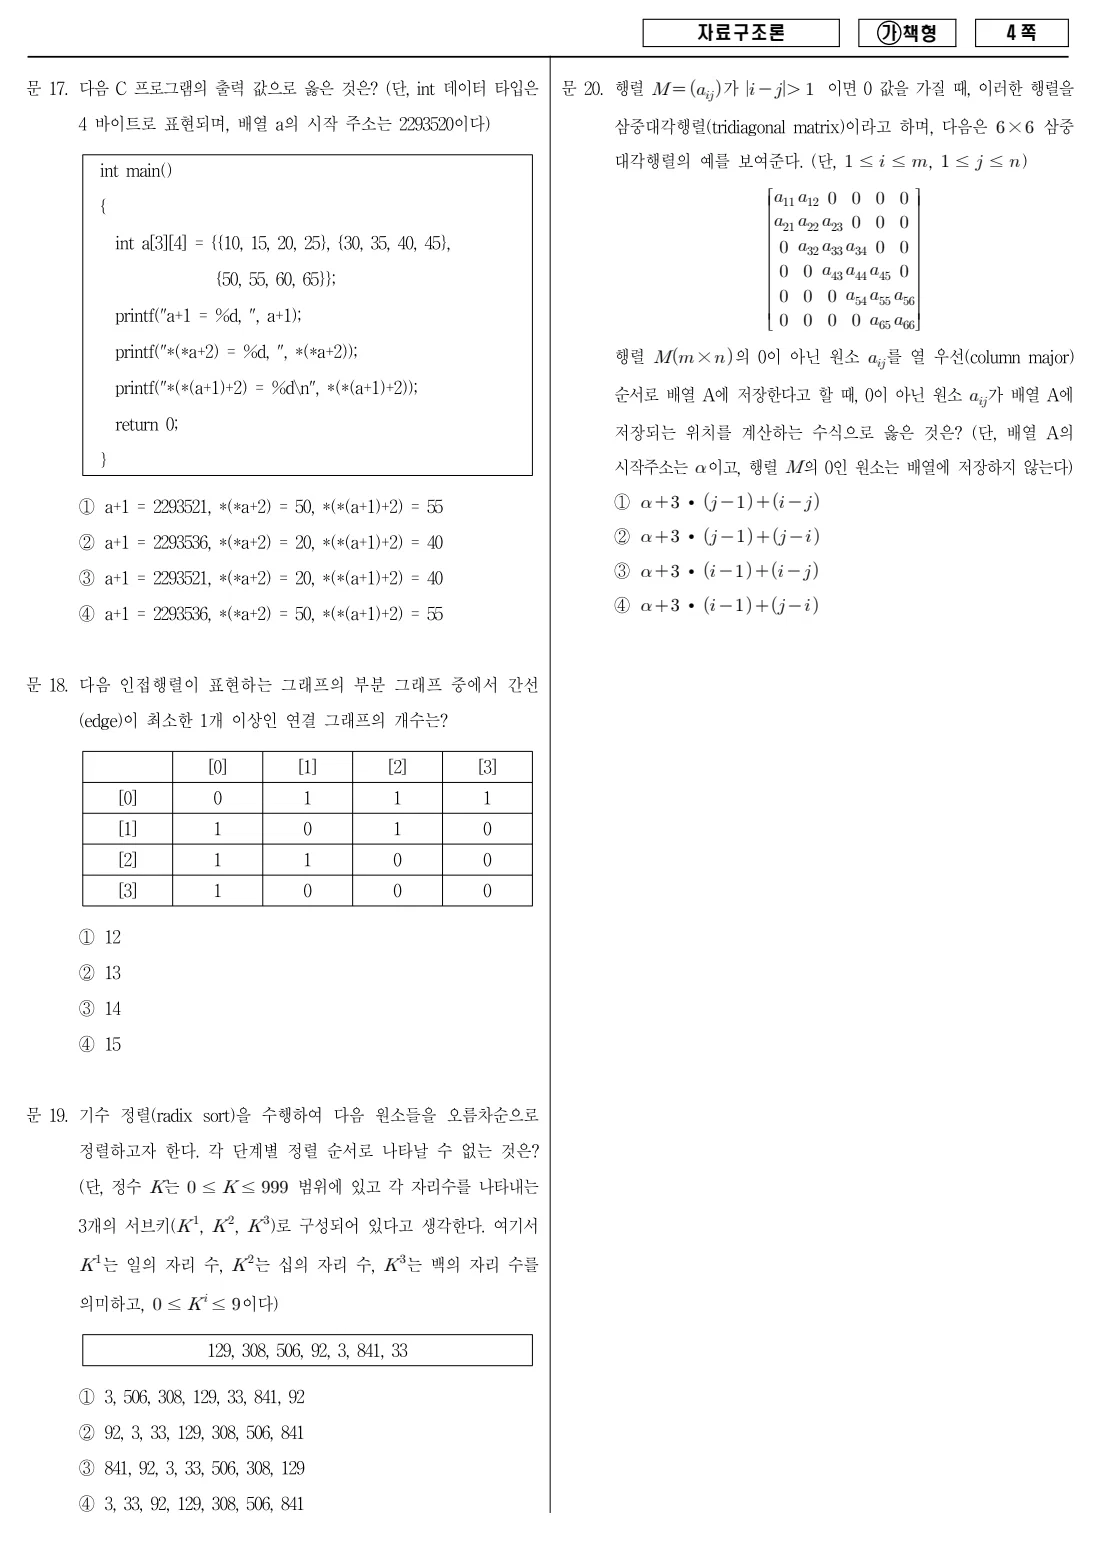 자료구조론 ㉮책형 4쪽
문 17. 다음 C 프로그램의 출력 값으로 옳은 것은? (단, int 데이터 타입은
4 바이트로 표현되며, 배열 a의 시작 주소는 2293520이다)
int main()
{
int a[3][4] = {{10, 15, 20, 25}, {30, 35, 40, 45},
{50, 55, 60, 65}};
printf("a+1 = %d, ", a+1);
printf("*(*a+2) = %d, ", *(*a+2));
printf("*(*(a+1)+2) = %d\n", *(*(a+1)+2));
return 0;
}
① a+1 = 2293521, *(*a+2) = 50, *(*(a+1)+2) = 55
② a+1 = 2293536, *(*a+2) = 20, *(*(a+1)+2) = 40
③ a+1 = 2293521, *(*a+2) = 20, *(*(a+1)+2) = 40
④ a+1 = 2293536, *(*a+2) = 50, *(*(a+1)+2) = 55
문 18. 다음 인접행렬이 표현하는 그래프의 부분 그래프 중에서 간선
(edge)이 최소한 1개 이상인 연결 그래프의 개수는?
[0] [1] [2] [3]
[0] 0 1 1 1
[1] 1 0 1 0
[2] 1 1 0 0
[3] 1 0 0 0
① 12
② 13
③ 14
④ 15
문 19. 기수 정렬(radix sort)을 수행하여 다음 원소들을 오름차순으로
정렬하고자 한다. 각 단계별 정렬 순서로 나타날 수 없는 것은?
(단, 정수 K는 0 ≤ K ≤ 999 범위에 있고 각 자리수를 나타내는
3개의 서브키(K¹, K², K³)로 구성되어 있다고 생각한다. 여기서
K¹는 일의 자리 수, K²는 십의 자리 수, K³는 백의 자리 수를
의미하고, 0 ≤ Kⁱ ≤ 9이다)
129, 308, 506, 92, 3, 841, 33
① 3, 506, 308, 129, 33, 841, 92
② 92, 3, 33, 129, 308, 506, 841
③ 841, 92, 3, 33, 506, 308, 129
④ 3, 33, 92, 129, 308, 506, 841
문 20. 행렬 M=(aᵢⱼ)가 |i-j|>1 이면 0 값을 가질 때, 이러한 행렬을
삼중대각행렬(tridiagonal matrix)이라고 하며, 다음은 6×6 삼중
대각행렬의 예를 보여준다. (단, 1 ≤ i ≤ m, 1 ≤ j ≤ n)
a₁₁ a₁₂ 0 0 0 0
a₂₁ a₂₂ a₂₃ 0 0 0
0 a₃₂ a₃₃ a₃₄ 0 0
0 0 a₄₃ a₄₄ a₄₅ 0
0 0 0 a₅₄ a₅₅ a₅₆
0 0 0 0 a₆₅ a₆₆
행렬 M(m×n)의 0이 아닌 원소 aᵢⱼ를 열 우선(column major)
순서로 배열 A에 저장한다고 할 때, 0이 아닌 원소 aᵢⱼ가 배열 A에
저장되는 위치를 계산하는 수식으로 옳은 것은? (단, 배열 A의
시작주소는 α이고, 행렬 M의 0인 원소는 배열에 저장하지 않는다)
① α+3 • (j-1)+(i-j)
② α+3 • (j-1)+(j-i)
③ α+3 • (i-1)+(i-j)
④ α+3 • (i-1)+(j-i)